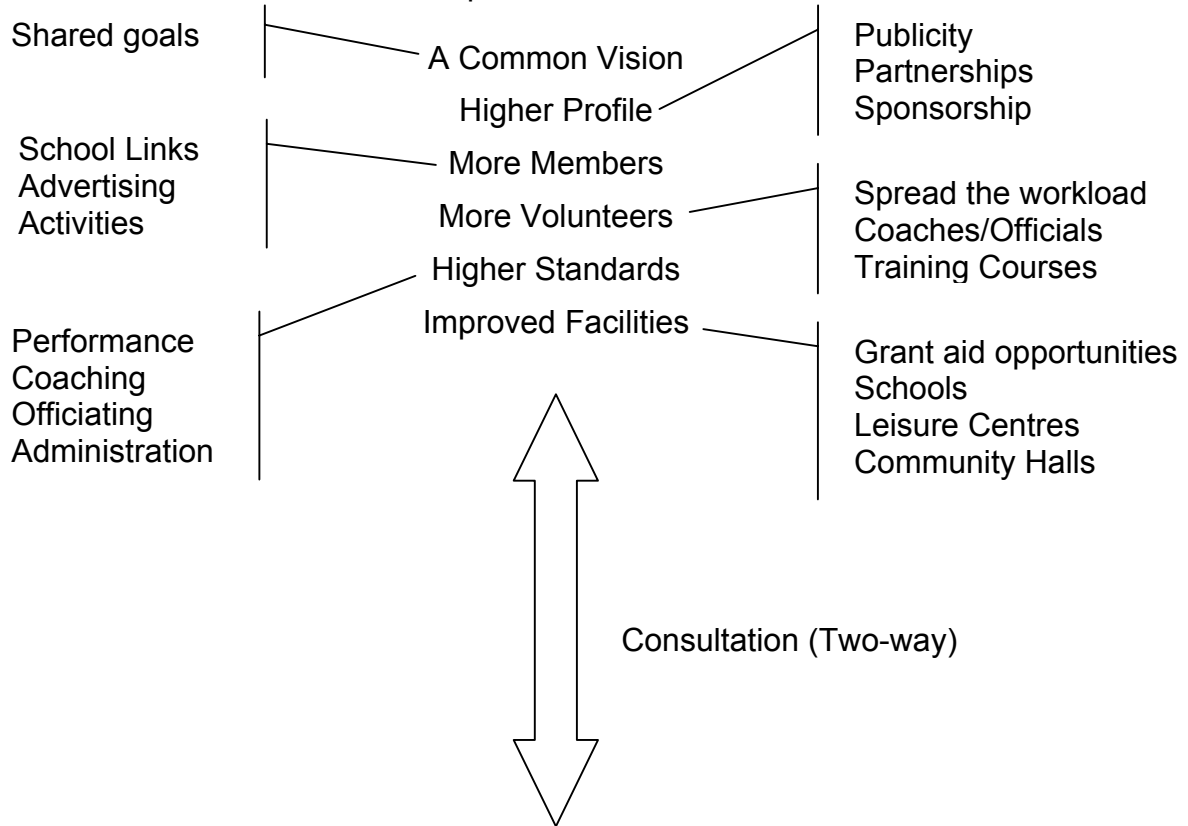 Shared goals
A Common Vision
Higher Profile
Publicity
Partnerships
Sponsorship
School Links
Advertising
Activities
More Members
More Volunteers
Spread the workload
Coaches/Officials
Training Courses
Higher Standards
Performance
Coaching
Officiating
Administration
Improved Facilities
Grant aid opportunities
Schools
Leisure Centres
Community Halls
Consultation (Two-way)